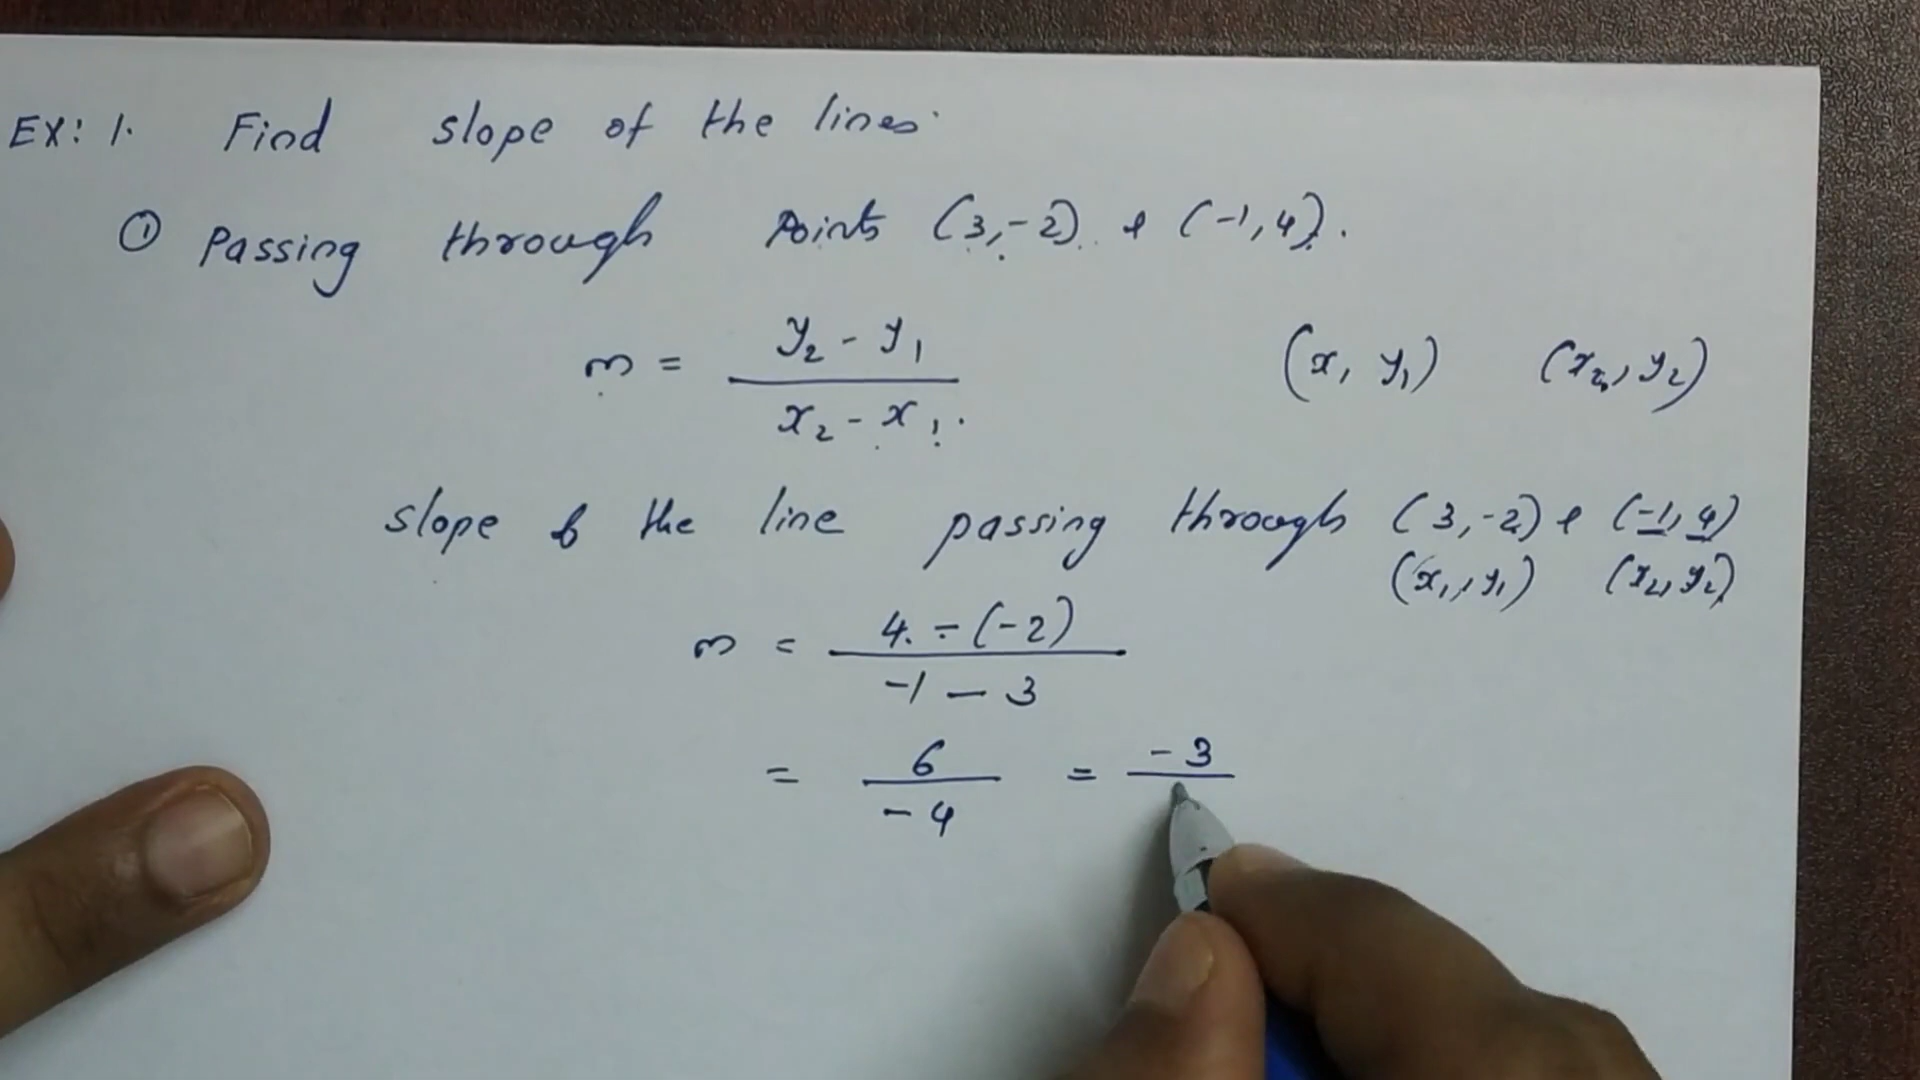 EX: 1. Find slope of the lines.
① Passing through points (3,-2) & (-1,4).
m = y₂ - y₁ / x₂ - x₁.
(x, y₁) (x₂, y₂)
slope of the line passing through (3,-2) & (-1,4)
(x₁, y₁) (x₂, y₂)
m = 4. - (-2) / -1 - 3
= 6 / -4 = -3 /